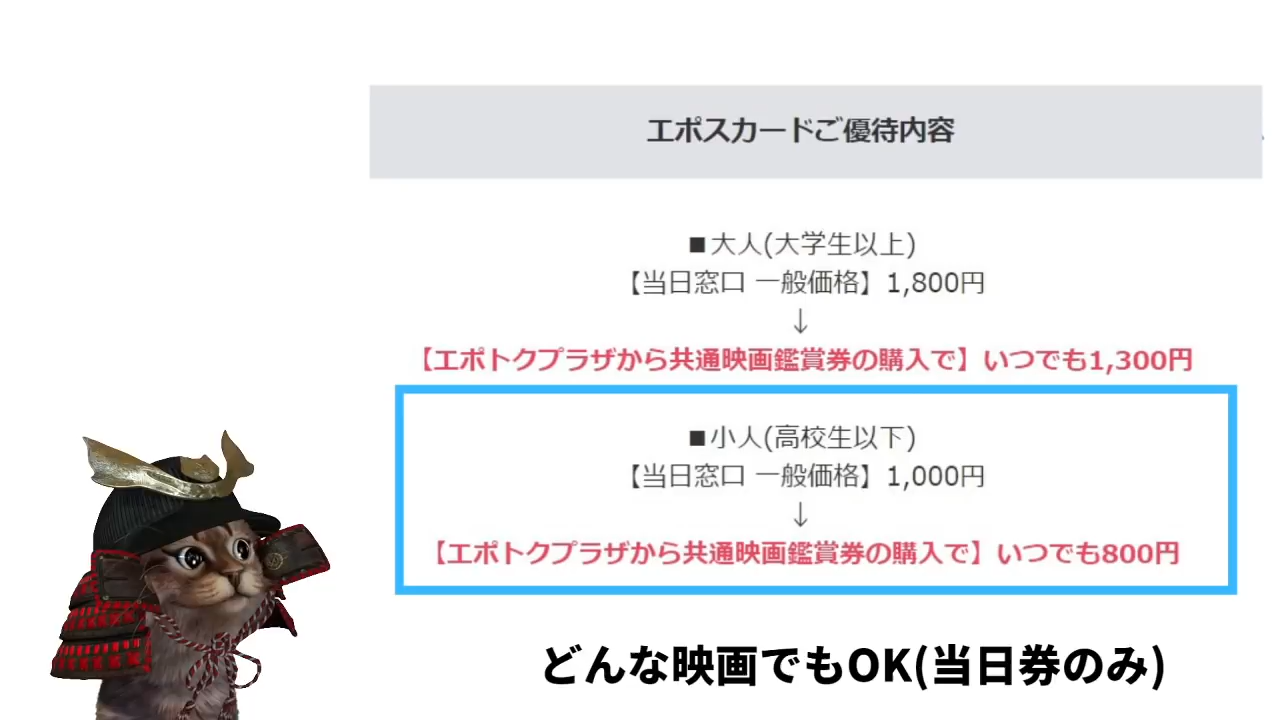 エポスカードご優待内容
■大人(大学生以上)
【当日窓口 一般価格】1,800円
↓
【エポトクプラザから共通映画鑑賞券の購入で】いつでも1,300円
■小人(高校生以下)
【当日窓口 一般価格】1,000円
↓
【エポトクプラザから共通映画鑑賞券の購入で】いつでも800円
どんな映画でもOK(当日券のみ)